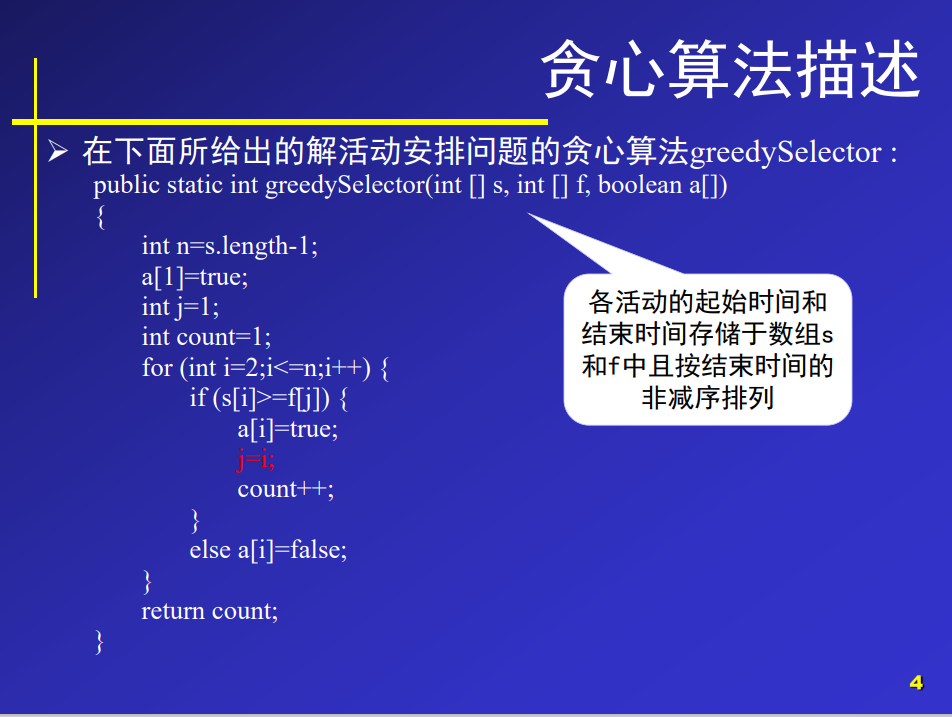 贪心算法描述
➢ 在下面所给出的解活动安排问题的贪心算法greedySelector :
public static int greedySelector(int [] s, int [] f, boolean a[])
{
int n=s.length-1;
a[1]=true;
int j=1;
int count=1;
for (int i=2;i<=n;i++) {
if (s[i]>=f[j]) {
a[i]=true;
j=i;
count++;
}
else a[i]=false;
}
return count;
}
各活动的起始时间和
结束时间存储于数组s
和f中且按结束时间的
非减序排列
4